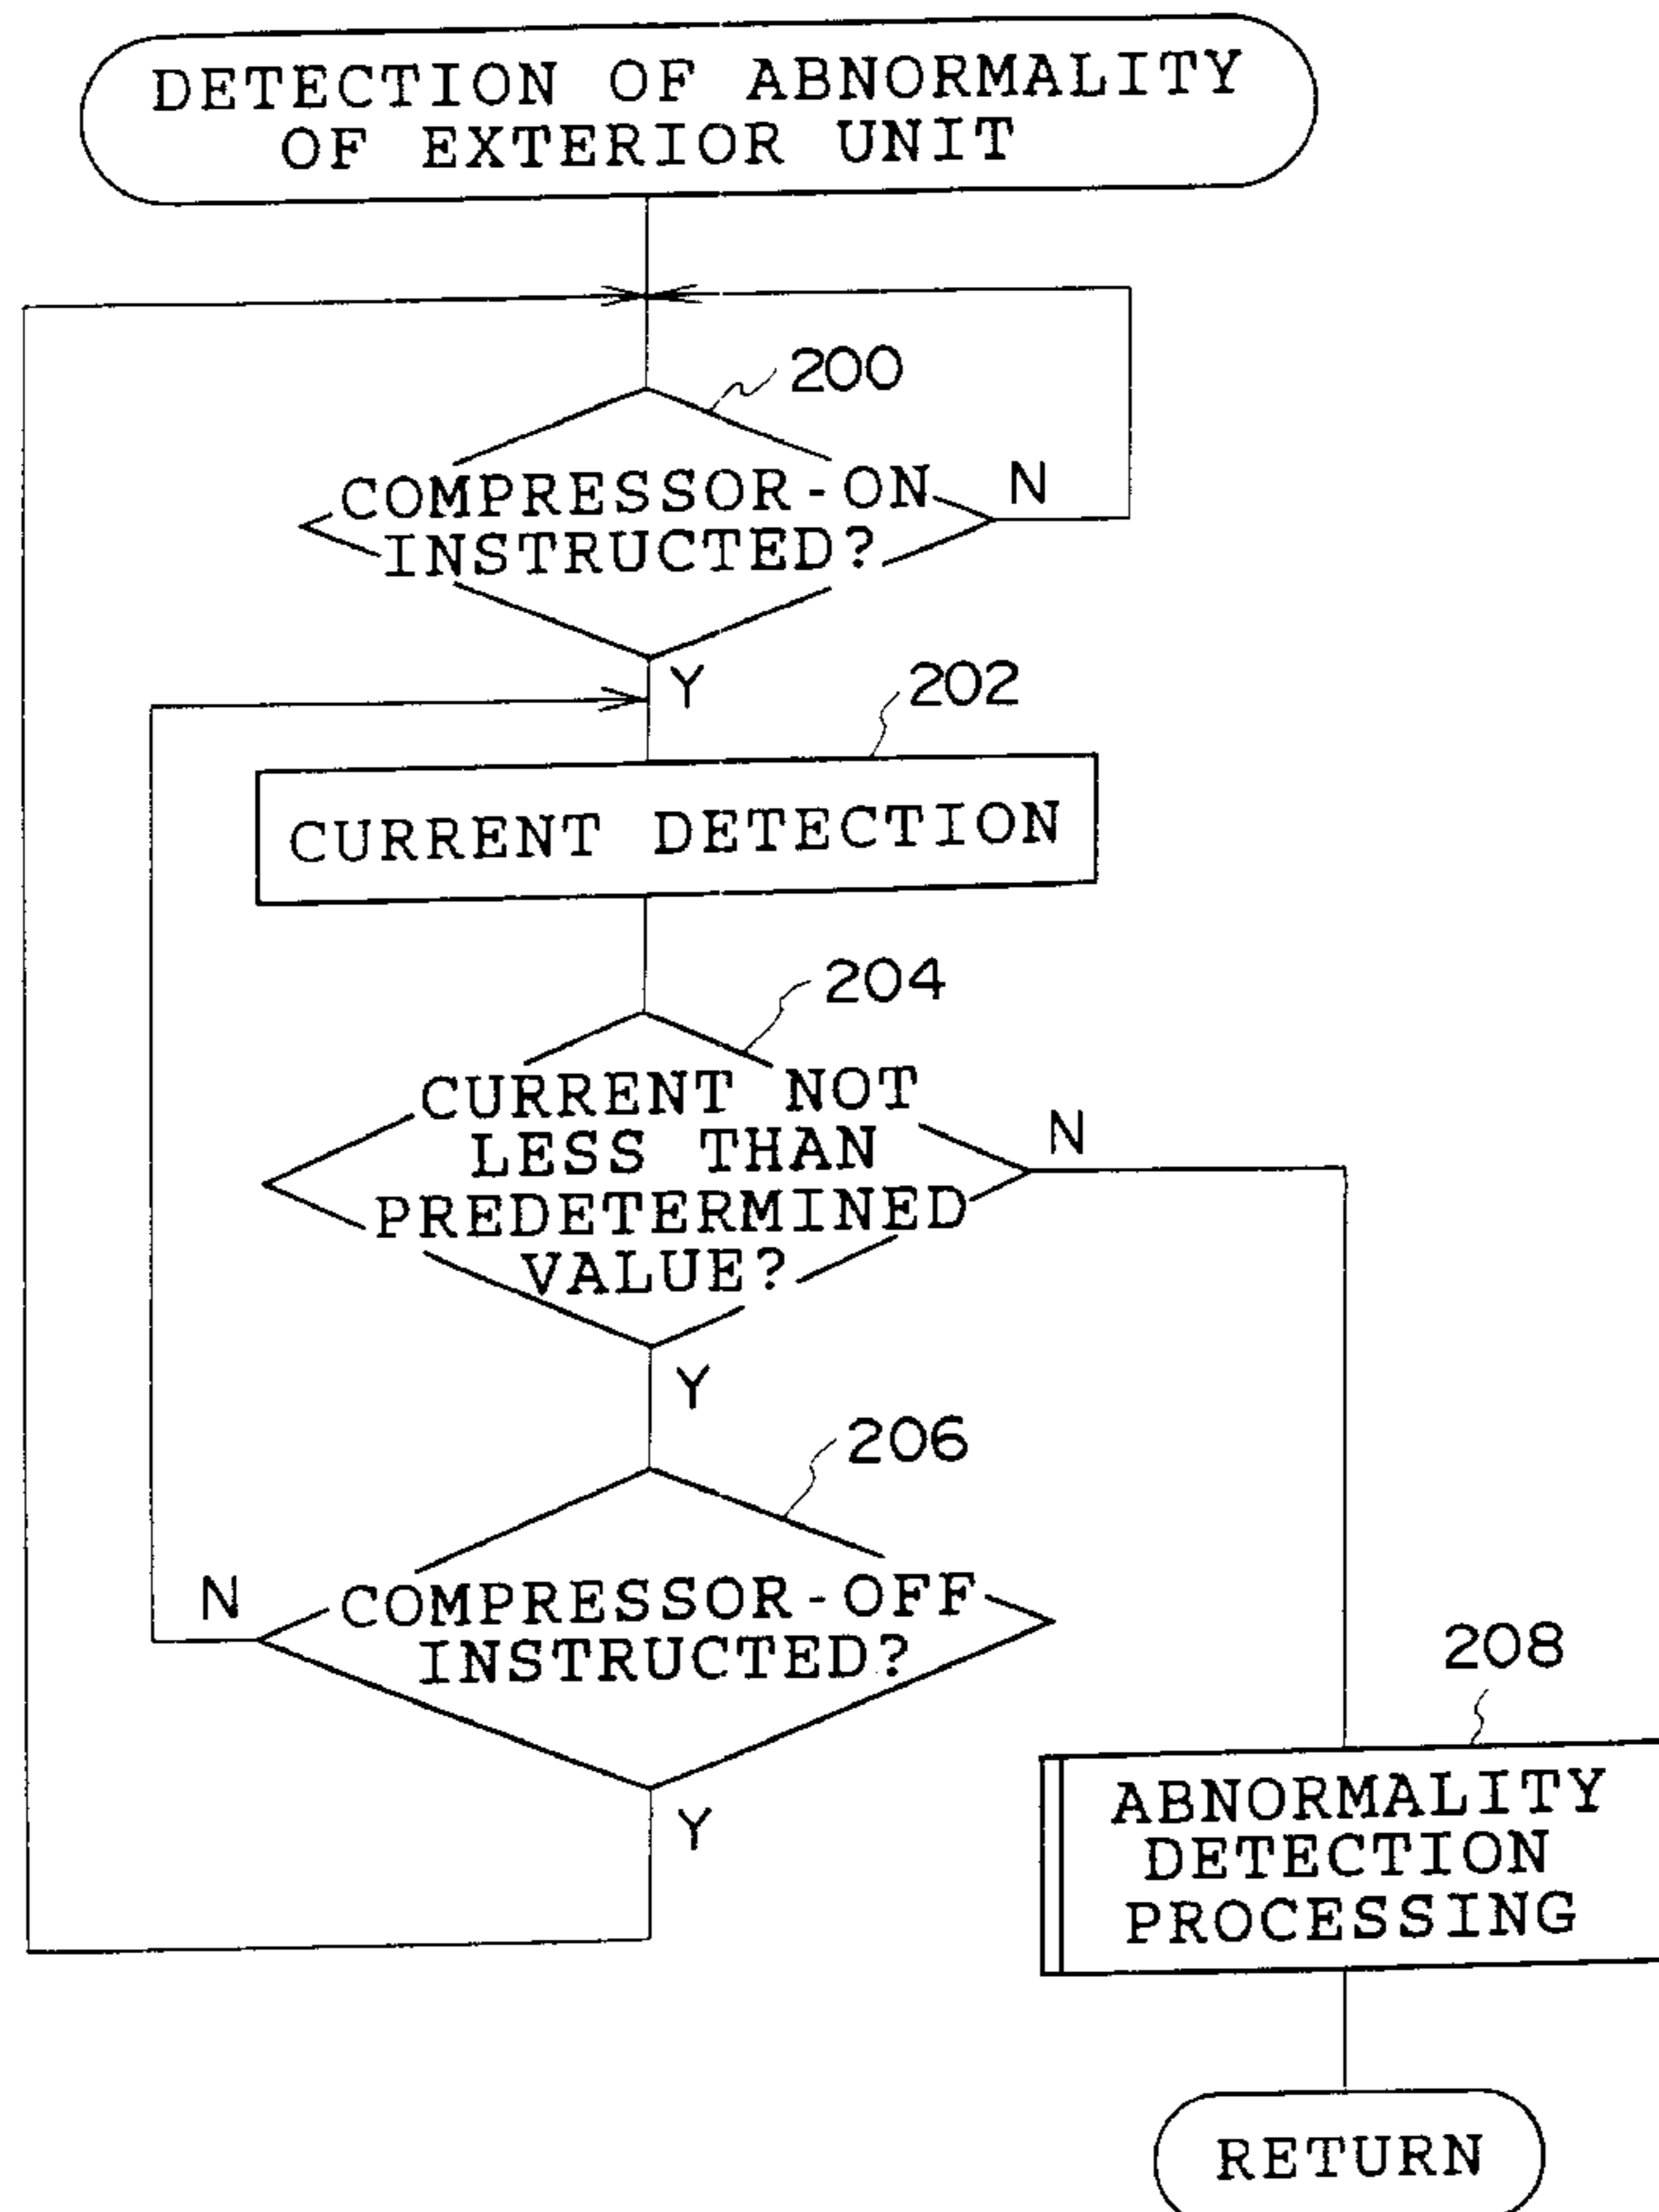 DETECTION OF ABNORMALITY
OF EXTERIOR UNIT
200
COMPRESSOR-ON
INSTRUCTED?
N
Y
202
CURRENT DETECTION
204
CURRENT NOT
LESS THAN
PREDETERMINED
VALUE?
N
Y
206
COMPRESSOR-OFF
INSTRUCTED?
N
Y
208
ABNORMALITY
DETECTION
PROCESSING
RETURN